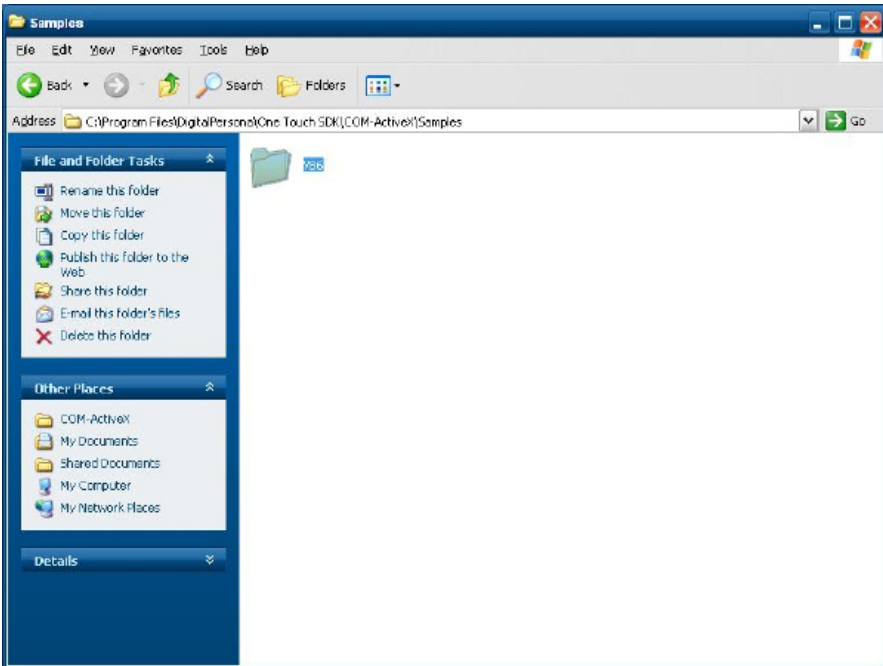 Samples
File Edit View Favorites Tools Help
Back Search Folders
Address C:\Program Files\DigitalPersona\One Touch SDK\COM-ActiveX\Samples Go
File and Folder Tasks
Rename this folder
Move this folder
Copy this folder
Publish this folder to the
Web
Share this folder
E-mail this folder's files
Delete this folder
Other Places
COM-ActiveX
My Documents
Shared Documents
My Computer
My Network Places
Details